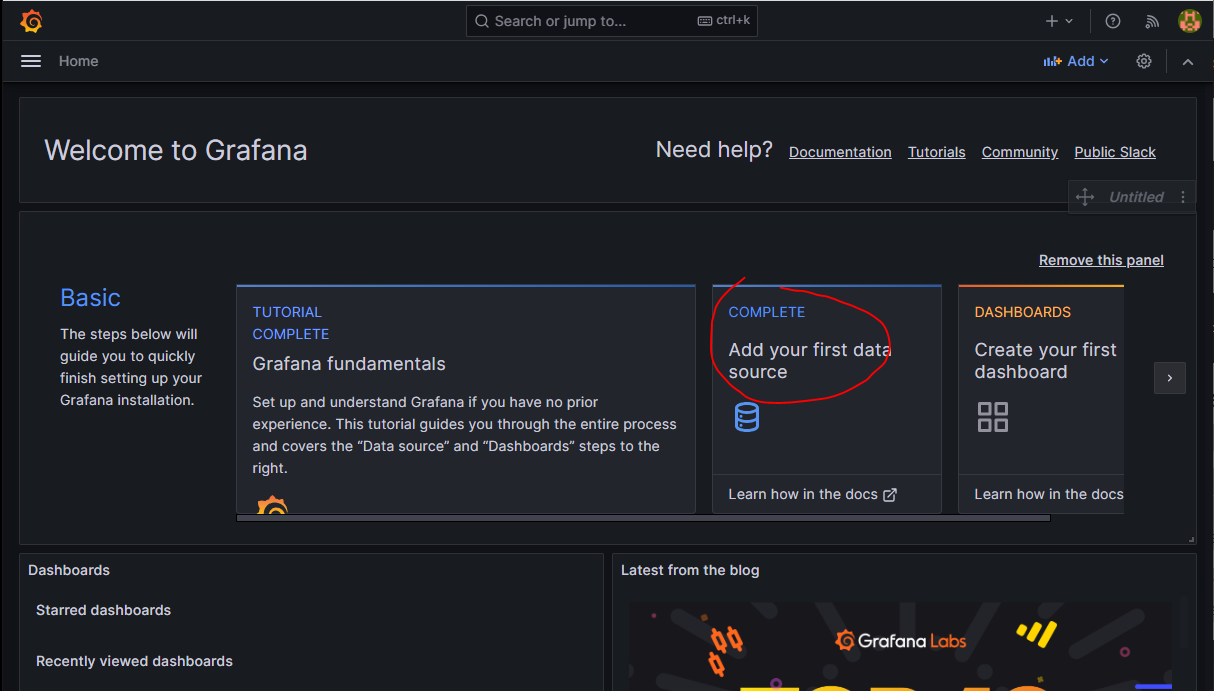 Search or jump to...
ctrl+k
Home
Add
Welcome to Grafana
Need help?
Documentation
Tutorials
Community
Public Slack
Untitled
Remove this panel
Basic
The steps below will
guide you to quickly
finish setting up your
Grafana installation.
TUTORIAL
COMPLETE
Grafana fundamentals
Set up and understand Grafana if you have no prior
experience. This tutorial guides you through the entire process
and covers the “Data source” and “Dashboards” steps to the
right.
COMPLETE
Add your first data
source
Learn how in the docs
DASHBOARDS
Create your first
dashboard
Learn how in the docs
Dashboards
Starred dashboards
Recently viewed dashboards
Latest from the blog
Grafana Labs